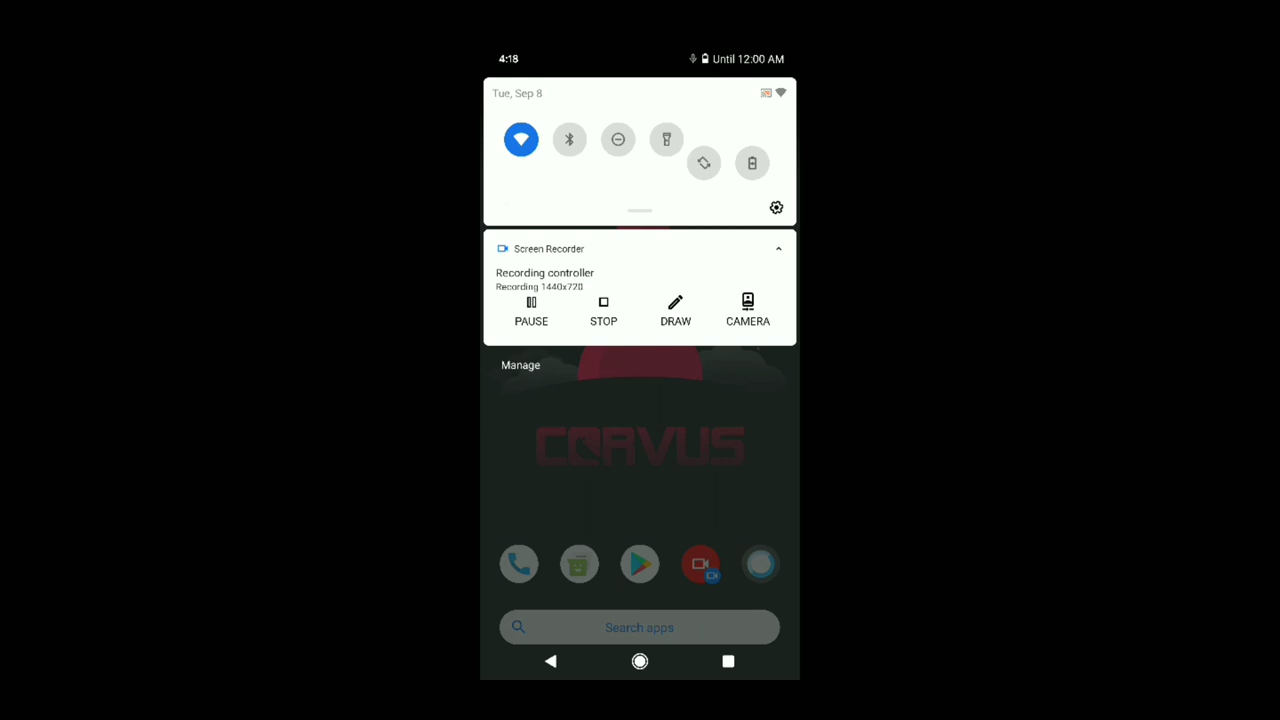 4:18 Until 12:00 AM
Tue, Sep 8
Screen Recorder
Recording controller
Recording 1440x720
PAUSE STOP DRAW CAMERA
Manage
CORVUS
Search apps